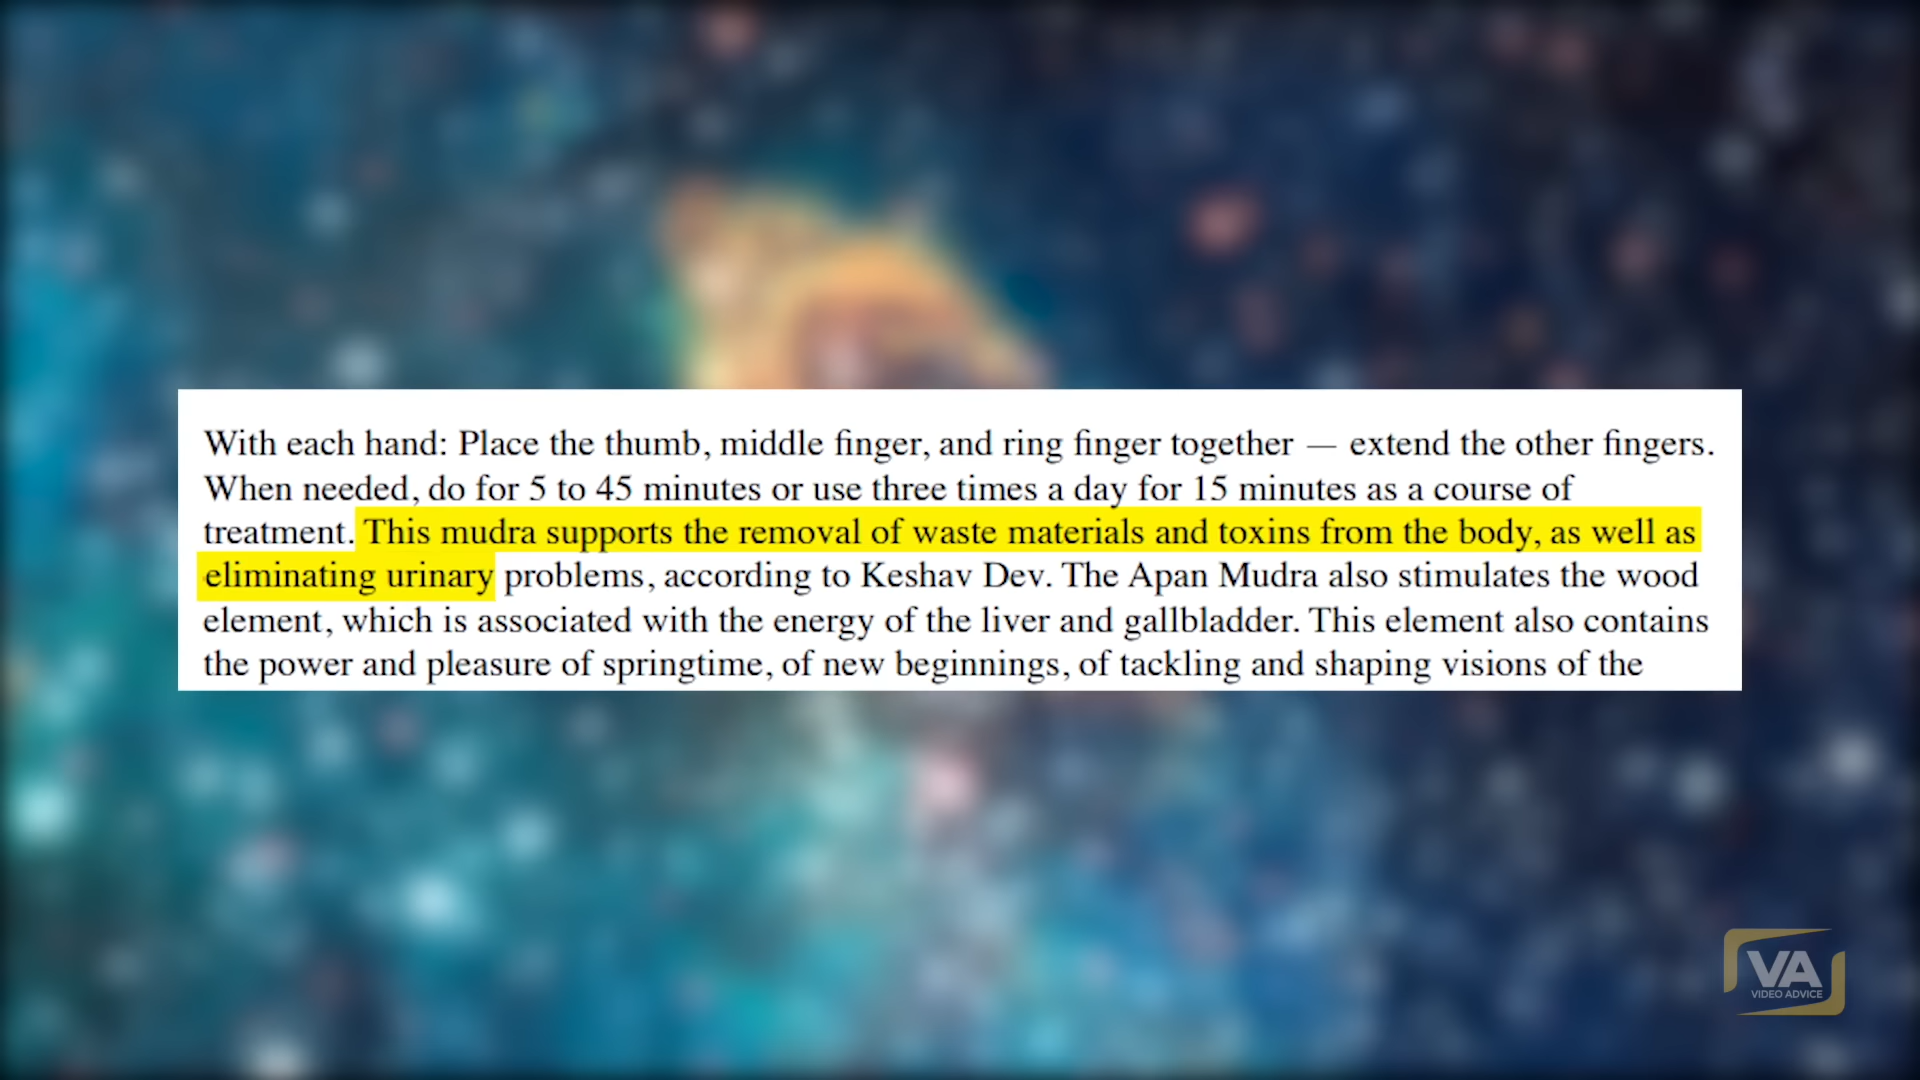 With each hand: Place the thumb, middle finger, and ring finger together — extend the other fingers.
When needed, do for 5 to 45 minutes or use three times a day for 15 minutes as a course of
treatment. This mudra supports the removal of waste materials and toxins from the body, as well as
eliminating urinary problems, according to Keshav Dev. The Apan Mudra also stimulates the wood
element, which is associated with the energy of the liver and gallbladder. This element also contains
the power and pleasure of springtime, of new beginnings, of tackling and shaping visions of the
VA
VIDEO ADVICE